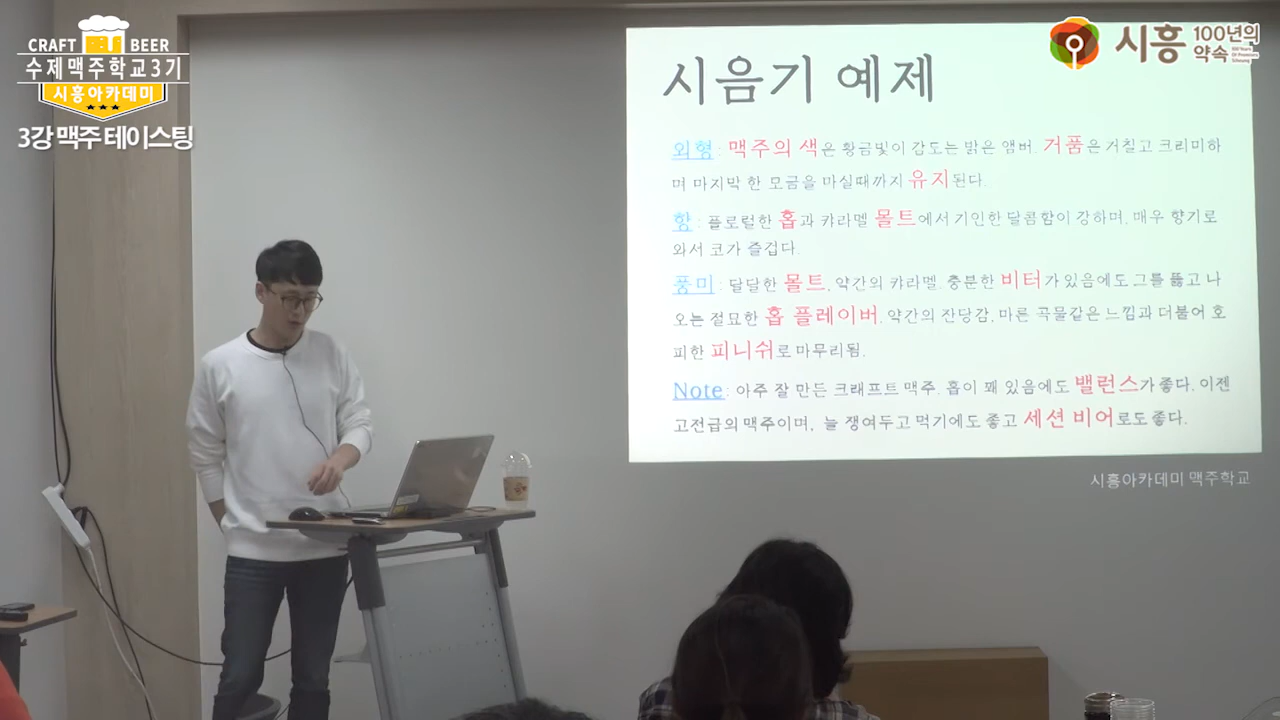 CRAFT BEER
수제맥주학교3기
시흥아카데미
3강 맥주 테이스팅
시흥 100년의 약속
시음기 예제
외형: 맥주의 색은 황금빛이 감도는 맑은 앰버. 거품은 거칠고 크리미하
며 마지막 한 모금을 마실때까지 유지된다.
향: 플로럴한 홉과 캬라멜 몰트에서 기인한 달콤함이 강하며, 매우 향기로
와서 코가 즐겁다.
풍미: 달달한 몰트, 약간의 캬라멜. 충분한 비터가 있음에도 그를 뚫고 나
오는 절묘한 홉 플레이버. 약간의 잔당감, 마른 곡물같은 느낌과 더불어 호
피한 피니쉬로 마무리됨.
Note: 아주 잘 만든 크래프트 맥주. 홉이 꽤 있음에도 밸런스가 좋다. 이젠
고전급의 맥주이며, 늘 쟁여두고 먹기에도 좋고 세션 비어로도 좋다.
시흥아카데미 맥주학교